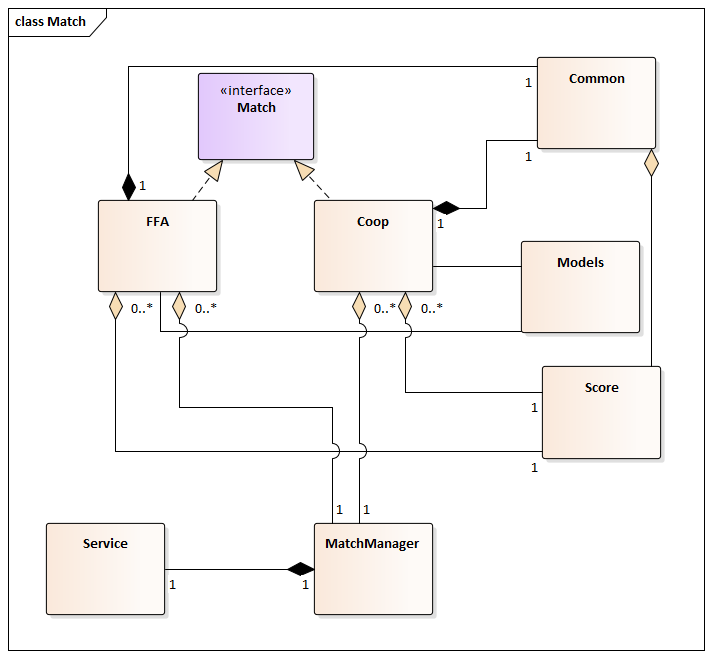 class Match
«interface»
Match
Common
1
1
1
FFA
Coop
1
Models
0..*
0..*
0..*
0..*
Score
1
1
1
1
Service
MatchManager
1
1